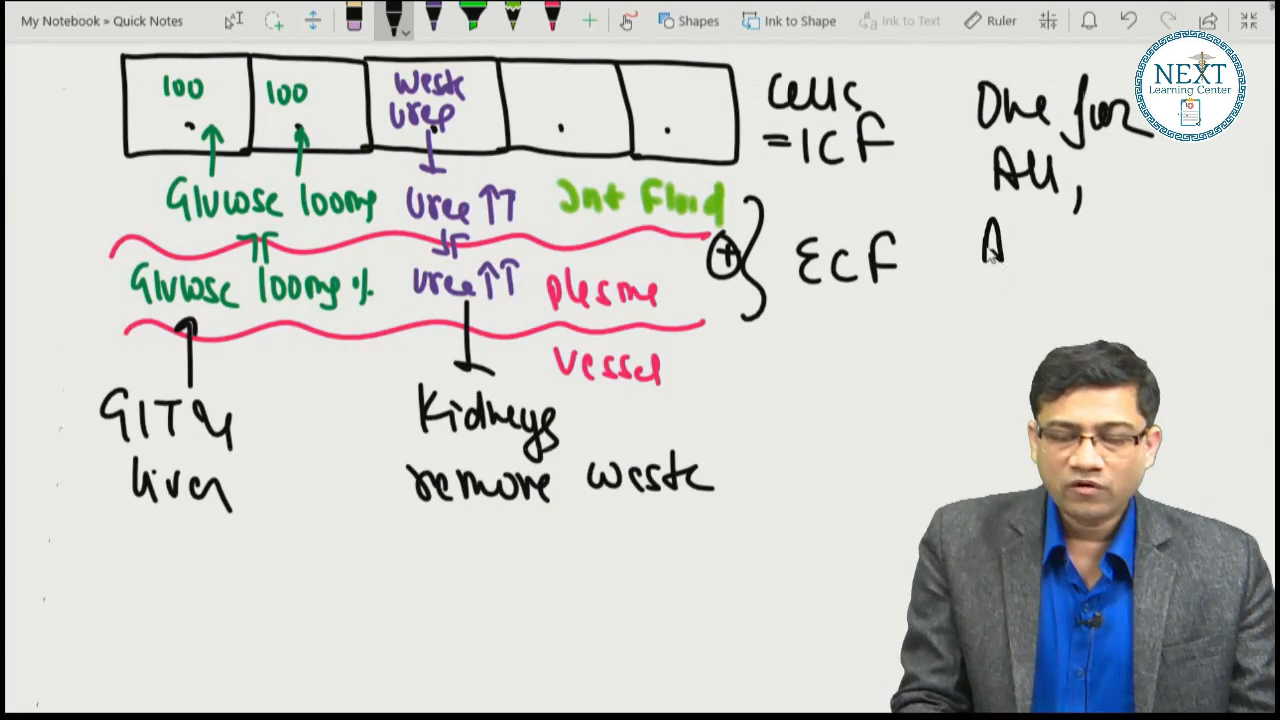 My Notebook » Quick Notes
Shapes
Ink to Shape
Ink to Text
Ruler
NEXT
Learning Center
100
100
Waste
urea
cells
= ICF
One for
All,
A
Glucose 100mg
Urea ↑↑
Int Fluid
Glucose 100mg %
Urea ↑↑
Plasma
+
ECF
Vessel
GIT &
liver
Kidneys
remove waste